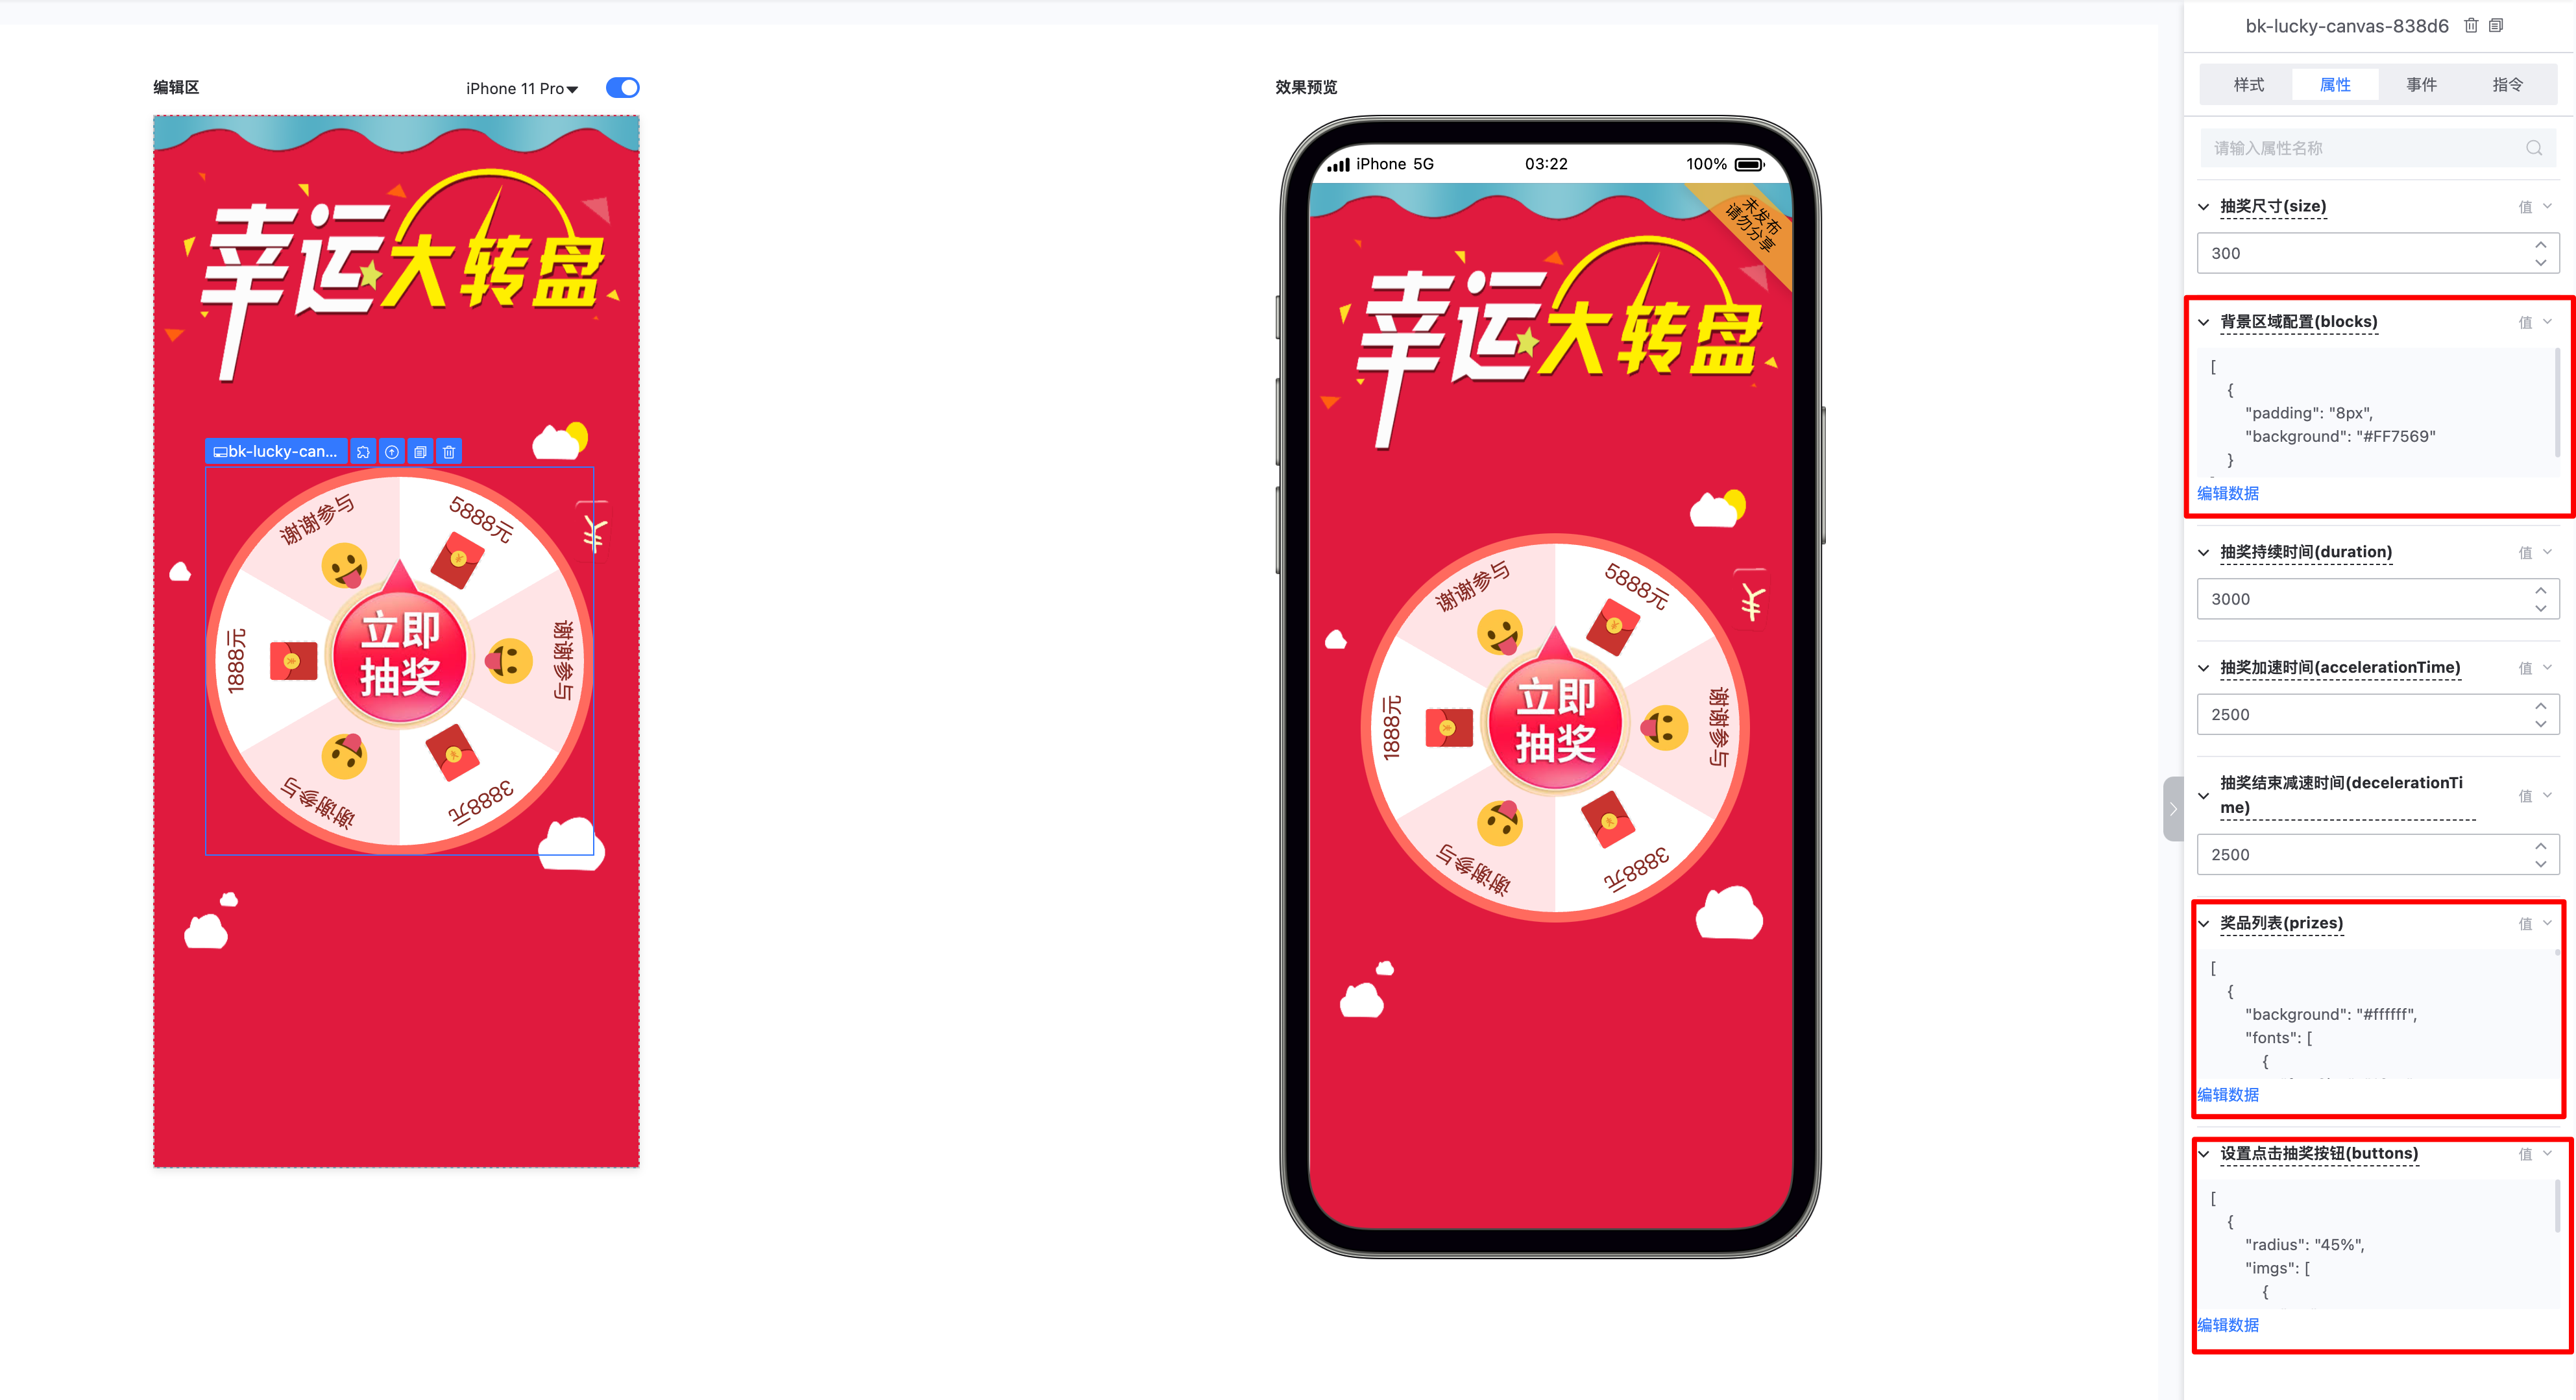 编辑区
iPhone 11 Pro
幸运大转盘
bk-lucky-can...
谢谢参与
5888元
谢谢参与
3888元
谢谢参与
1888元
立即
抽奖
效果预览
iPhone 5G
03:22
100%
未发布
请勿分享
幸运大转盘
谢谢参与
5888元
谢谢参与
3888元
谢谢参与
1888元
立即
抽奖
bk-lucky-canvas-838d6
样式
属性
事件
指令
请输入属性名称
抽奖尺寸(size)
值
300
背景区域配置(blocks)
值
[
{
"padding": "8px",
"background": "#FF7569"
}
编辑数据
抽奖持续时间(duration)
值
3000
抽奖加速时间(accelerationTime)
值
2500
抽奖结束减速时间(decelerationTi
me)
值
2500
奖品列表(prizes)
值
[
{
"background": "#ffffff",
"fonts": [
{
编辑数据
设置点击抽奖按钮(buttons)
值
[
{
"radius": "45%",
"imgs": [
{
编辑数据